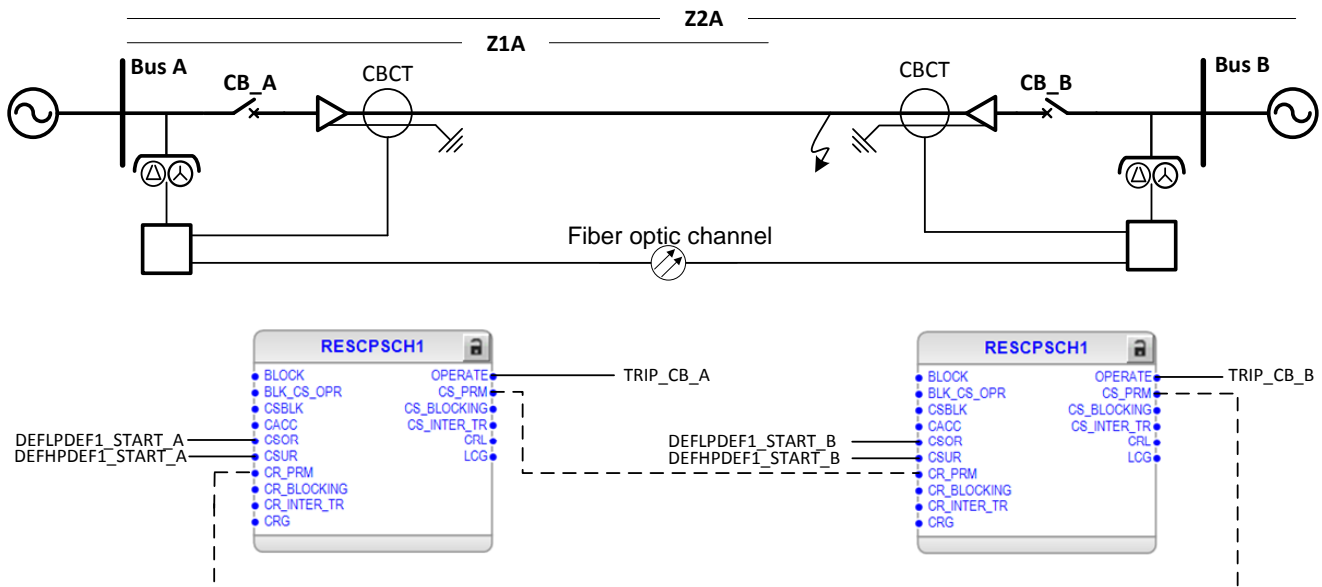 Z2A
Z1A
Bus A
CB_A
CBCT
CBCT
CB_B
Bus B
Fiber optic channel
RESCPSCH1
BLOCK
BLK_CS_OPR
CSBLK
CACC
CSOR
CSUR
CR_PRM
CR_BLOCKING
CR_INTER_TR
CRG
OPERATE
CS_PRM
CS_BLOCKING
CS_INTER_TR
CRL
LCG
TRIP_CB_A
DEFLPDEF1_START_A
DEFHPDEF1_START_A
RESCPSCH1
BLOCK
BLK_CS_OPR
CSBLK
CACC
CSOR
CSUR
CR_PRM
CR_BLOCKING
CR_INTER_TR
CRG
OPERATE
CS_PRM
CS_BLOCKING
CS_INTER_TR
CRL
LCG
TRIP_CB_B
DEFLPDEF1_START_B
DEFHPDEF1_START_B